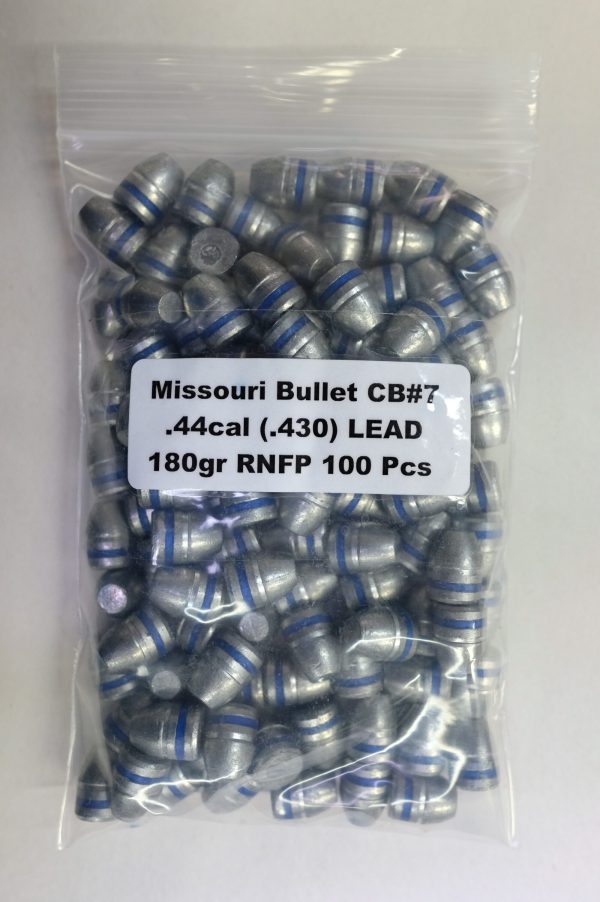 Missouri Bullet CB#7
.44cal (.430) LEAD
180gr RNFP 100 Pcs